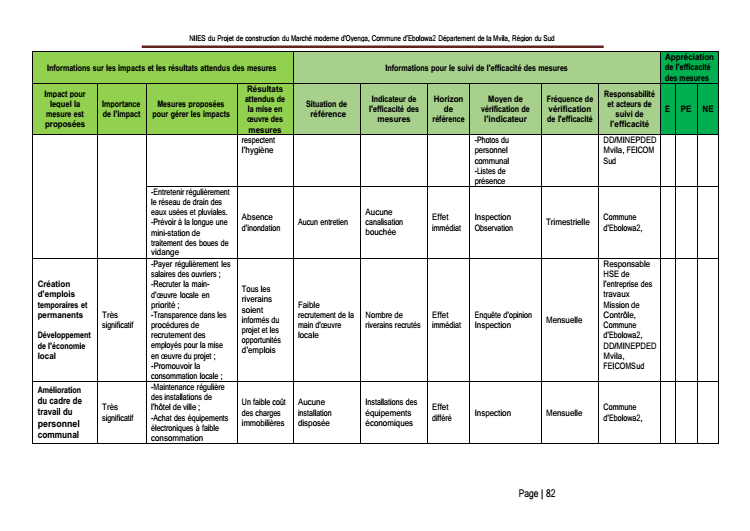 NIIES du Projet de construction du Marché moderne d'Oyenga, Commune d'Ebolowa2 Département de la Mvila, Région du Sud
Informations sur les impacts et les résultats attendus des mesures
Informations pour le suivi de l'efficacité des mesures
Appréciation
de l'efficacité
des mesures
Impact pour
lequel la
mesure est
proposées
Importance
de l'impact
Mesures proposées
pour gérer les impacts
Résultats
attendus de
la mise en
œuvre des
mesures
Situation de
référence
Indicateur de
l'efficacité des
mesures
Horizon
de
référence
Moyen de
vérification de
l'indicateur
Fréquence de
vérification
de l'efficacité
Responsabilité
et acteurs de
suivi de
l'efficacité
E
PE
NE
respectent
l'hygiène
-Photos du
personnel
communal
-Listes de
présence
DD/MINEPDED
Mvila, FEICOM
Sud
-Entretenir régulièrement
le réseau de drain des
eaux usées et pluviales.
-Prévoir à la longue une
mini-station de
traitement des boues de
vidange
Absence
d'inondation
Aucun entretien
Aucune
canalisation
bouchée
Effet
immédiat
Inspection
Observation
Trimestrielle
Commune
d'Ebolowa2,
Création
d'emplois
temporaires et
permanents
Développement
de l'économie
local
Très
significatif
-Payer régulièrement les
salaires des ouvriers ;
-Recruter la main-
d'œuvre locale en
priorité ;
-Transparence dans les
procédures de
recrutement des
employés pour la mise
en œuvre du projet ;
-Promouvoir la
consommation locale ;
Tous les
riverains
soient
informés du
projet et les
opportunités
d'emplois
Faible
recrutement de la
main d'œuvre
locale
Nombre de
riverains recrutés
Effet
immédiat
Enquête d'opinion
Inspection
Mensuelle
Responsable
HSE de
l'entreprise des
travaux
Mission de
Contrôle,
Commune
d'Ebolowa2,
DD/MINEPDED
Mvila,
FEICOMSud
Amélioration
du cadre de
travail du
personnel
communal
Très
significatif
-Maintenance régulière
des installations de
l'hôtel de ville ;
-Achat des équipements
électroniques à faible
consommation
Un faible coût
des charges
immobilières
Aucune
installation
disposée
Installations des
équipements
économiques
Effet
différé
Inspection
Mensuelle
Commune
d'Ebolowa2,
Page | 82